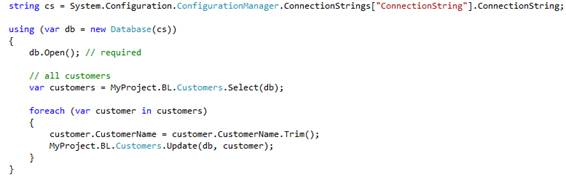 string cs = System.Configuration.ConfigurationManager.ConnectionStrings["ConnectionString"].ConnectionString;
using (var db = new Database(cs))
{
db.Open(); // required
// all customers
var customers = MyProject.BL.Customers.Select(db);
foreach (var customer in customers)
{
customer.CustomerName = customer.CustomerName.Trim();
MyProject.BL.Customers.Update(db, customer);
}
}